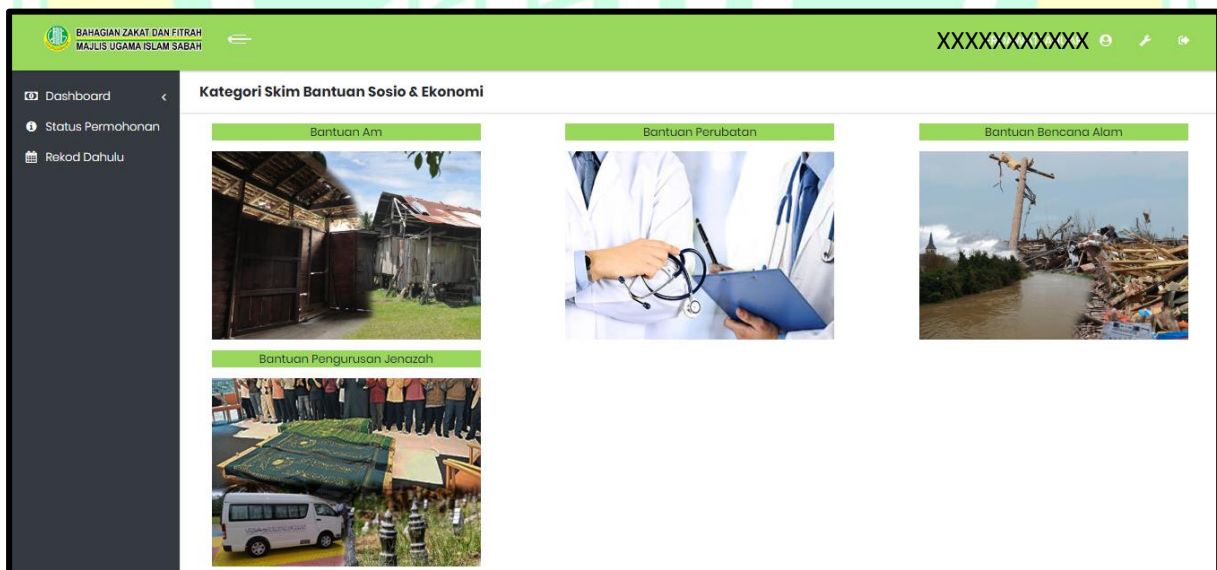 BAHAGIAN ZAKAT DAN FITRAH
MAJLIS UGAMA ISLAM SABAH
XXXXXXXXXXX
Dashboard
Status Permohonan
Rekod Dahulu
Kategori Skim Bantuan Sosio & Ekonomi
Bantuan Am
Bantuan Perubatan
Bantuan Bencana Alam
Bantuan Pengurusan Jenazah